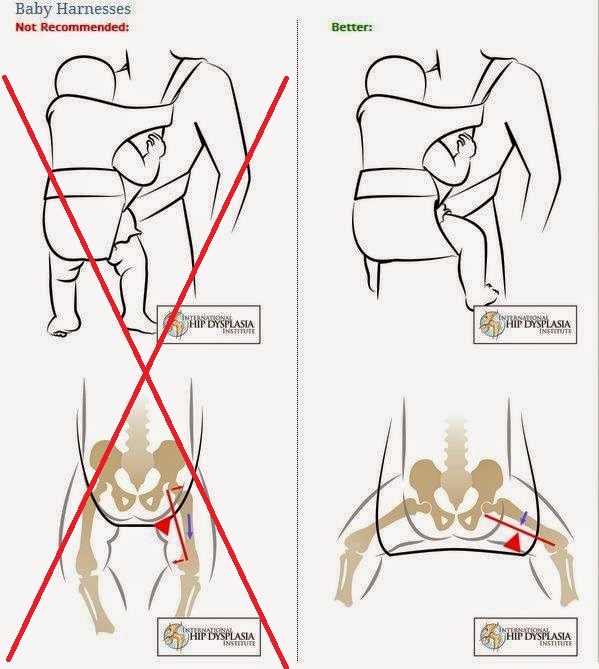 Baby Harnesses
Not Recommended:
Better:
INTERNATIONAL
HIP DYSPLASIA
INSTITUTE
INTERNATIONAL
HIP DYSPLASIA
INSTITUTE
INTERNATIONAL
HIP DYSPLASIA
INSTITUTE
INTERNATIONAL
HIP DYSPLASIA
INSTITUTE